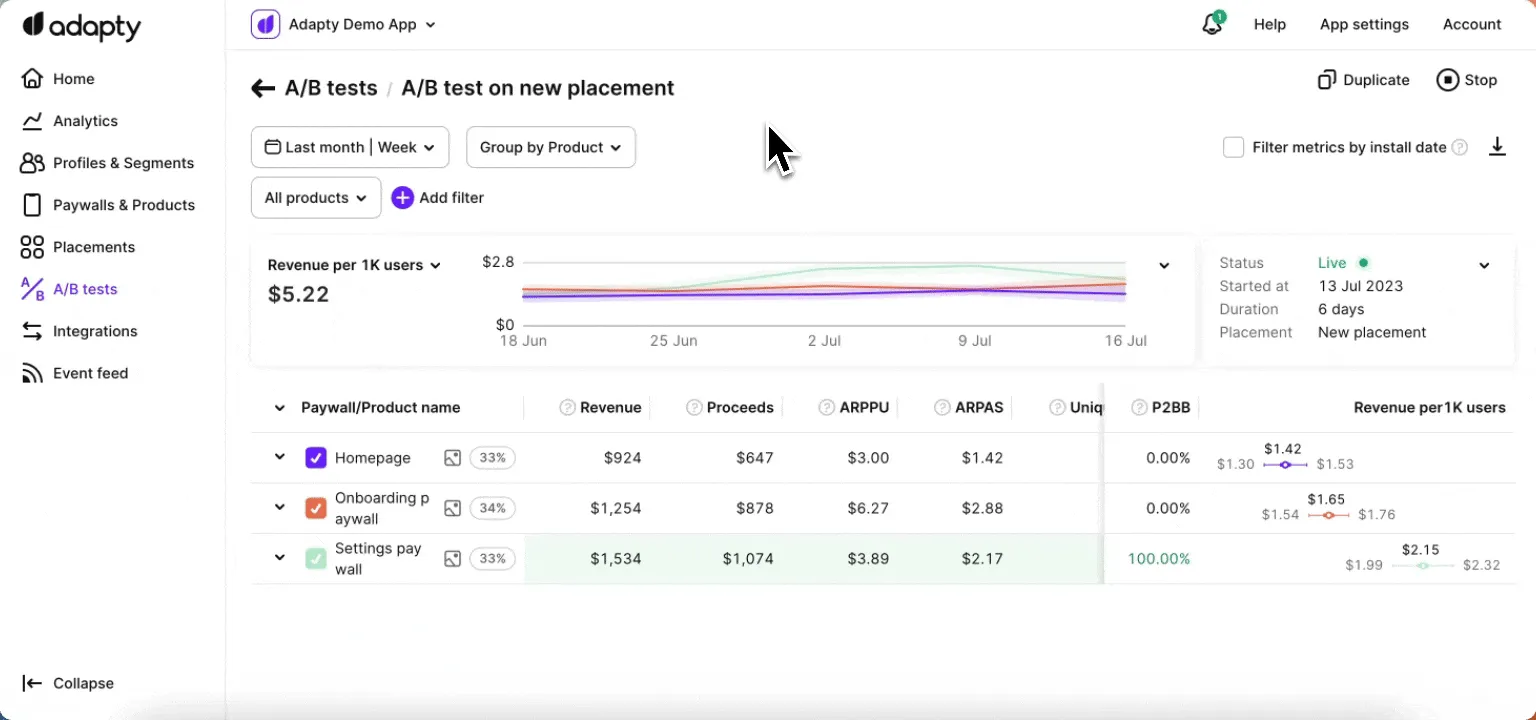 adapty
Adapty Demo App
1
Help
App settings
Account
Home
Analytics
Profiles & Segments
Paywalls & Products
Placements
A/B tests
Integrations
Event feed
Collapse
A/B tests / A/B test on new placement
Duplicate
Stop
Last month | Week
Group by Product
Filter metrics by install date ?
All products
Add filter
Revenue per 1K users
$5.22
$2.8
$0
18 Jun 25 Jun 2 Jul 9 Jul 16 Jul
Status Live
Started at 13 Jul 2023
Duration 6 days
Placement New placement
Paywall/Product name ? Revenue ? Proceeds ? ARPPU ? ARPAS ? Uniq ? P2BB Revenue per1K users
Homepage 33% $924 $647 $3.00 $1.42 0.00% $1.30 $1.42 $1.53
Onboarding p
aywall
34% $1,254 $878 $6.27 $2.88 0.00% $1.54 $1.65 $1.76
Settings pay
wall
33% $1,534 $1,074 $3.89 $2.17 100.00% $1.99 $2.15 $2.32